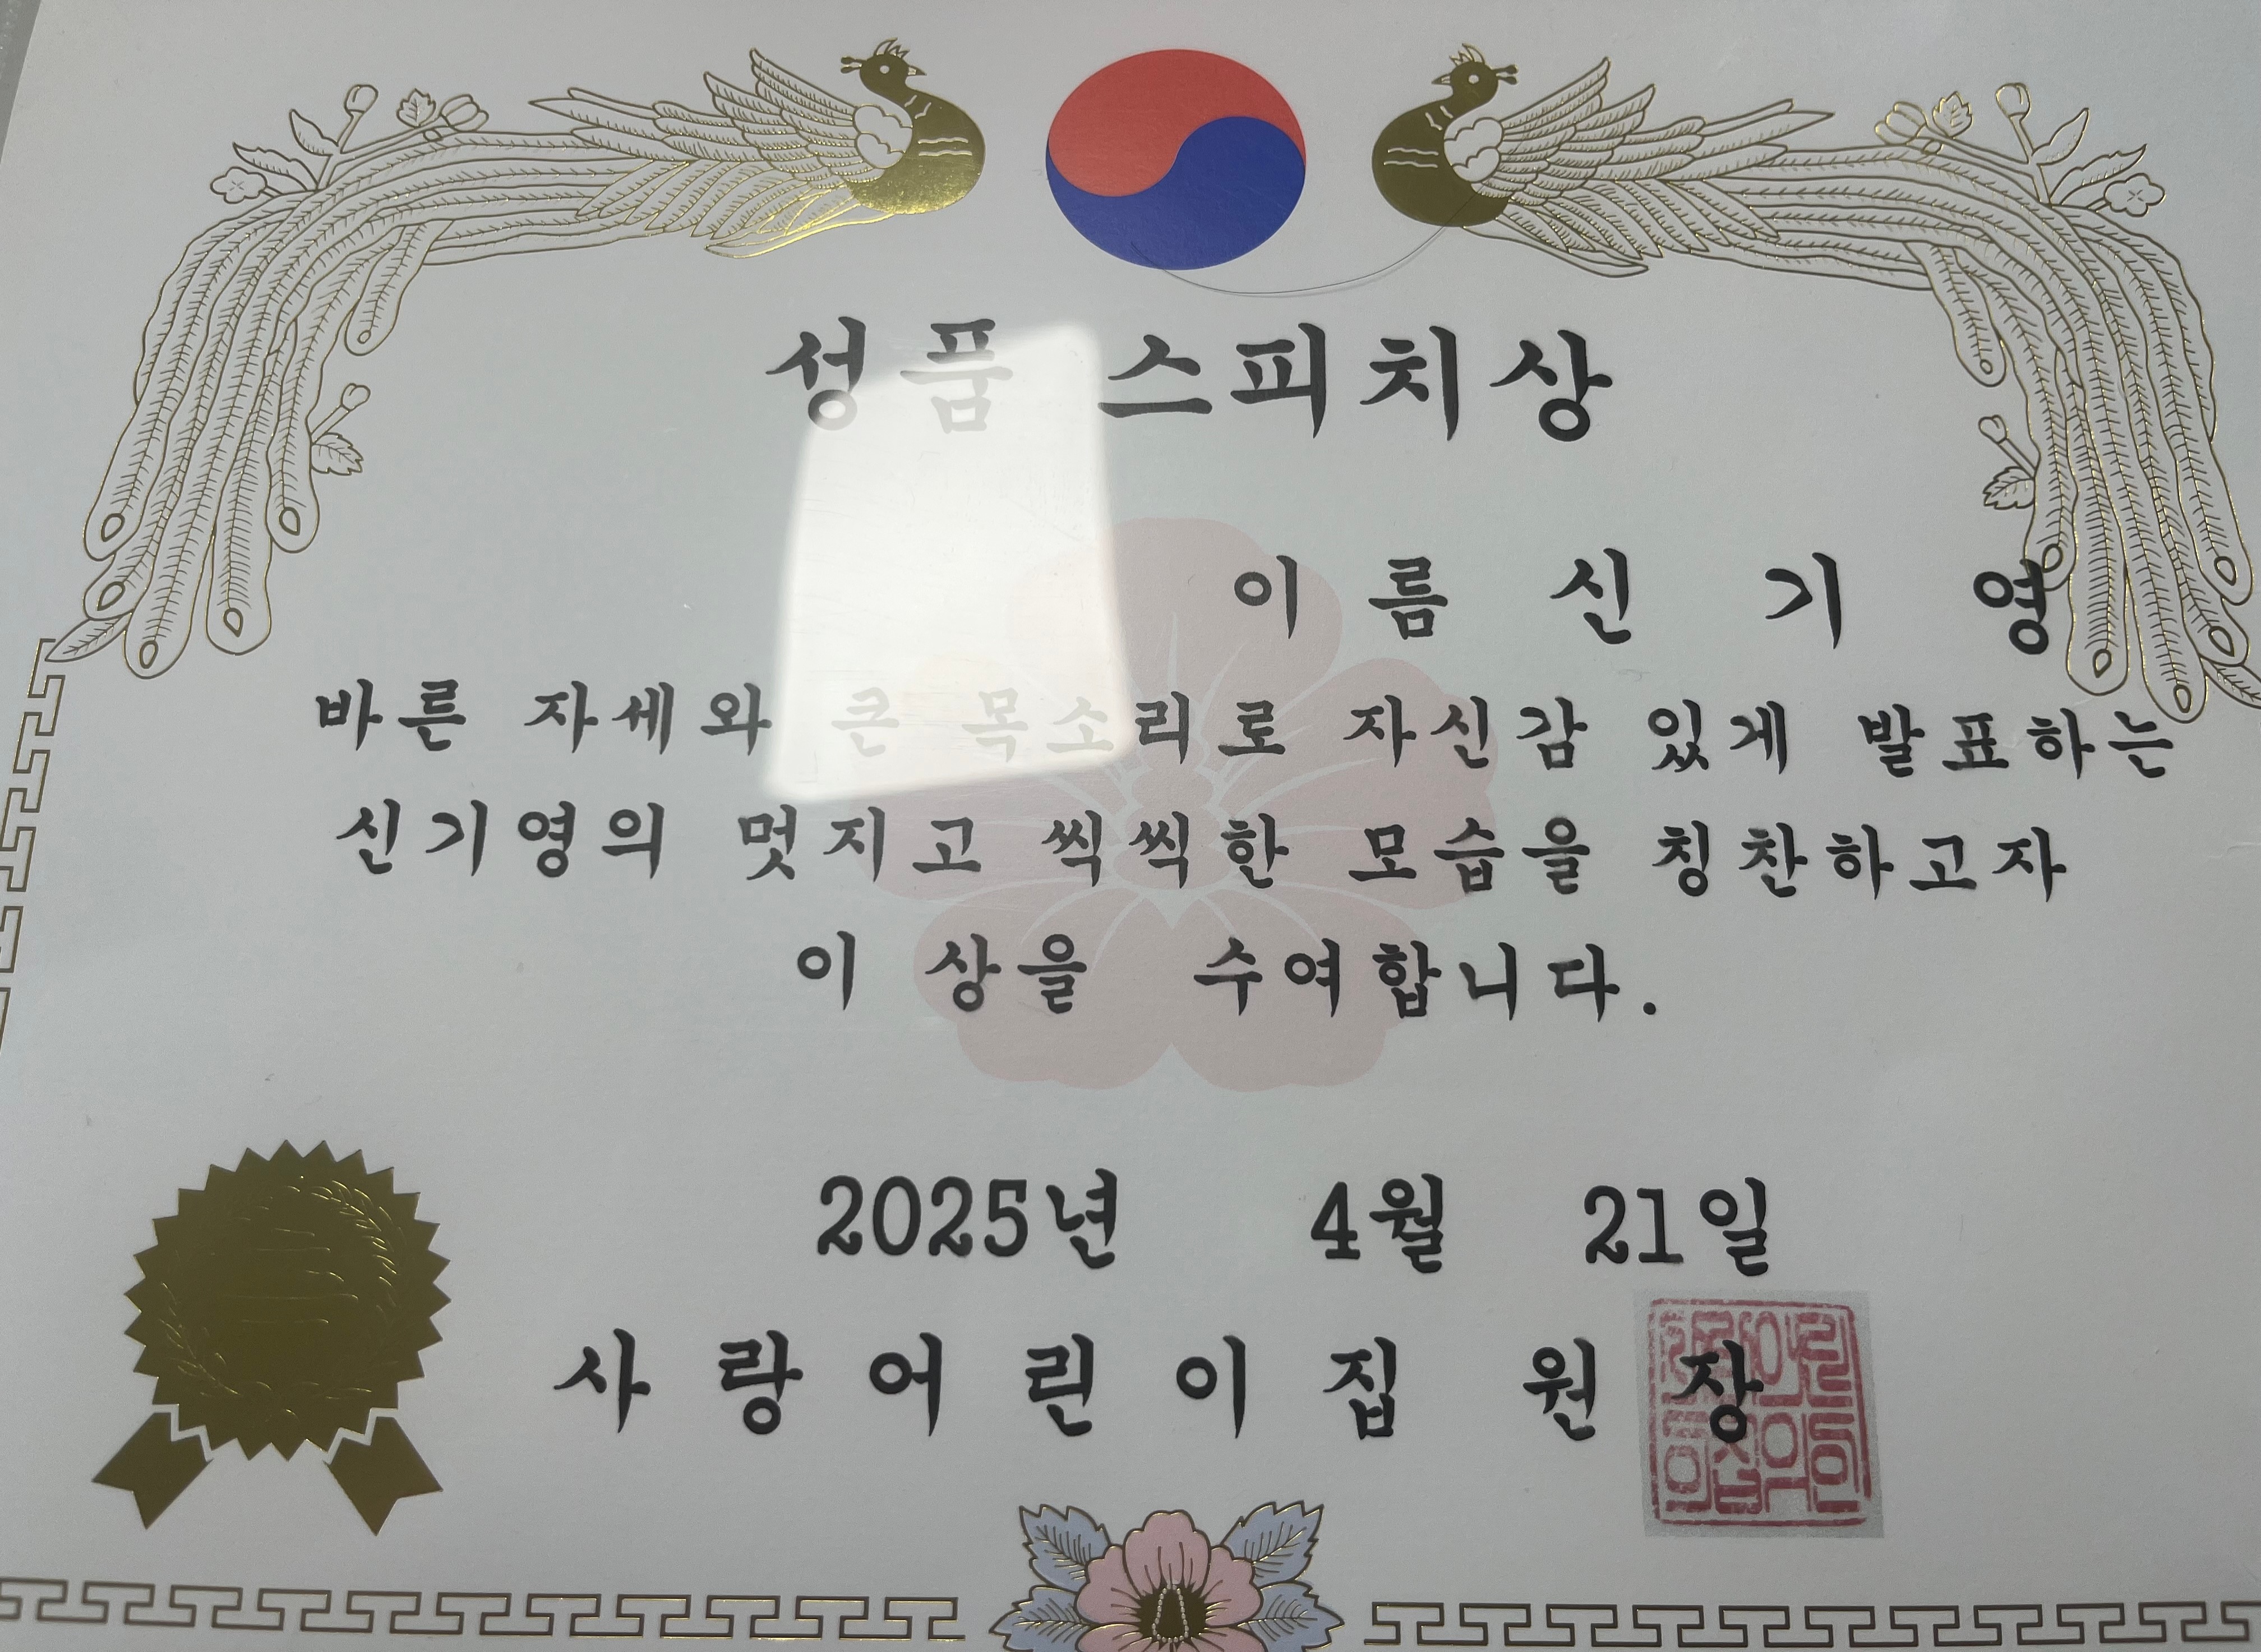 성품 스피치상
이름 신기영
바른 자세와 큰 목소리로 자신감 있게 발표하는
신기영의 멋지고 씩씩한 모습을 칭찬하고자
이 상을 수여합니다.
2025년 4월 21일
사랑어린이집 원장